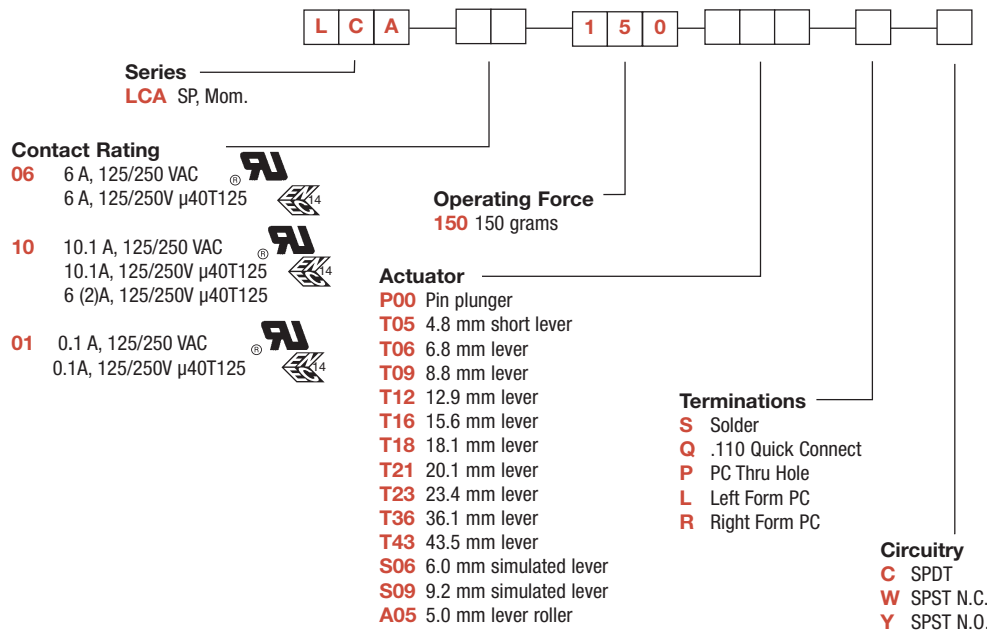 L C A 1 5 0
Series
LCA SP, Mom.
Contact Rating
06 6 A, 125/250 VAC
6 A, 125/250V µ40T125
10 10.1 A, 125/250 VAC
10.1A, 125/250V µ40T125
6 (2)A, 125/250V µ40T125
01 0.1 A, 125/250 VAC
0.1A, 125/250V µ40T125
® RU
14
® RU
14
® RU
14
Operating Force
150 150 grams
Actuator
P00 Pin plunger
T05 4.8 mm short lever
T06 6.8 mm lever
T09 8.8 mm lever
T12 12.9 mm lever
T16 15.6 mm lever
T18 18.1 mm lever
T21 20.1 mm lever
T23 23.4 mm lever
T36 36.1 mm lever
T43 43.5 mm lever
S06 6.0 mm simulated lever
S09 9.2 mm simulated lever
A05 5.0 mm lever roller
Terminations
S Solder
Q .110 Quick Connect
P PC Thru Hole
L Left Form PC
R Right Form PC
Circuitry
C SPDT
W SPST N.C.
Y SPST N.O.